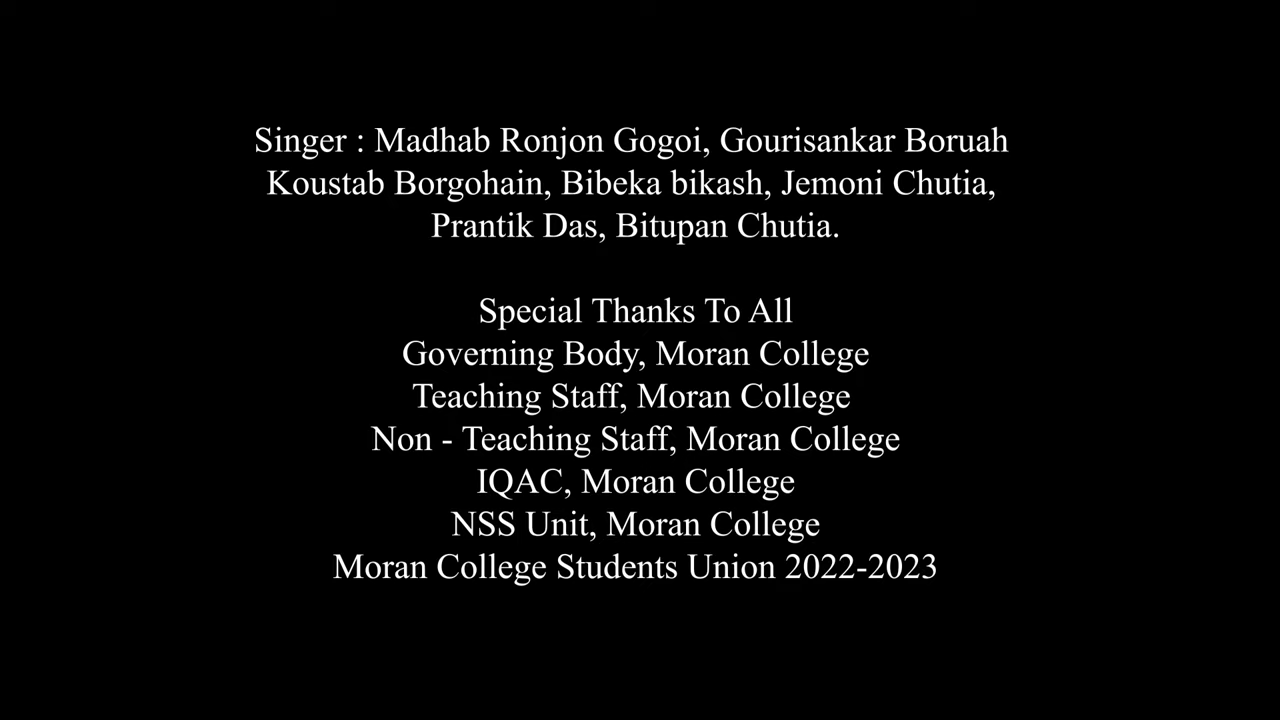 Singer : Madhab Ronjon Gogoi, Gourisankar Boruah
Koustab Borgohain, Bibeka bikash, Jemoni Chutia,
Prantik Das, Bitupan Chutia.
Special Thanks To All
Governing Body, Moran College
Teaching Staff, Moran College
Non - Teaching Staff, Moran College
IQAC, Moran College
NSS Unit, Moran College
Moran College Students Union 2022-2023